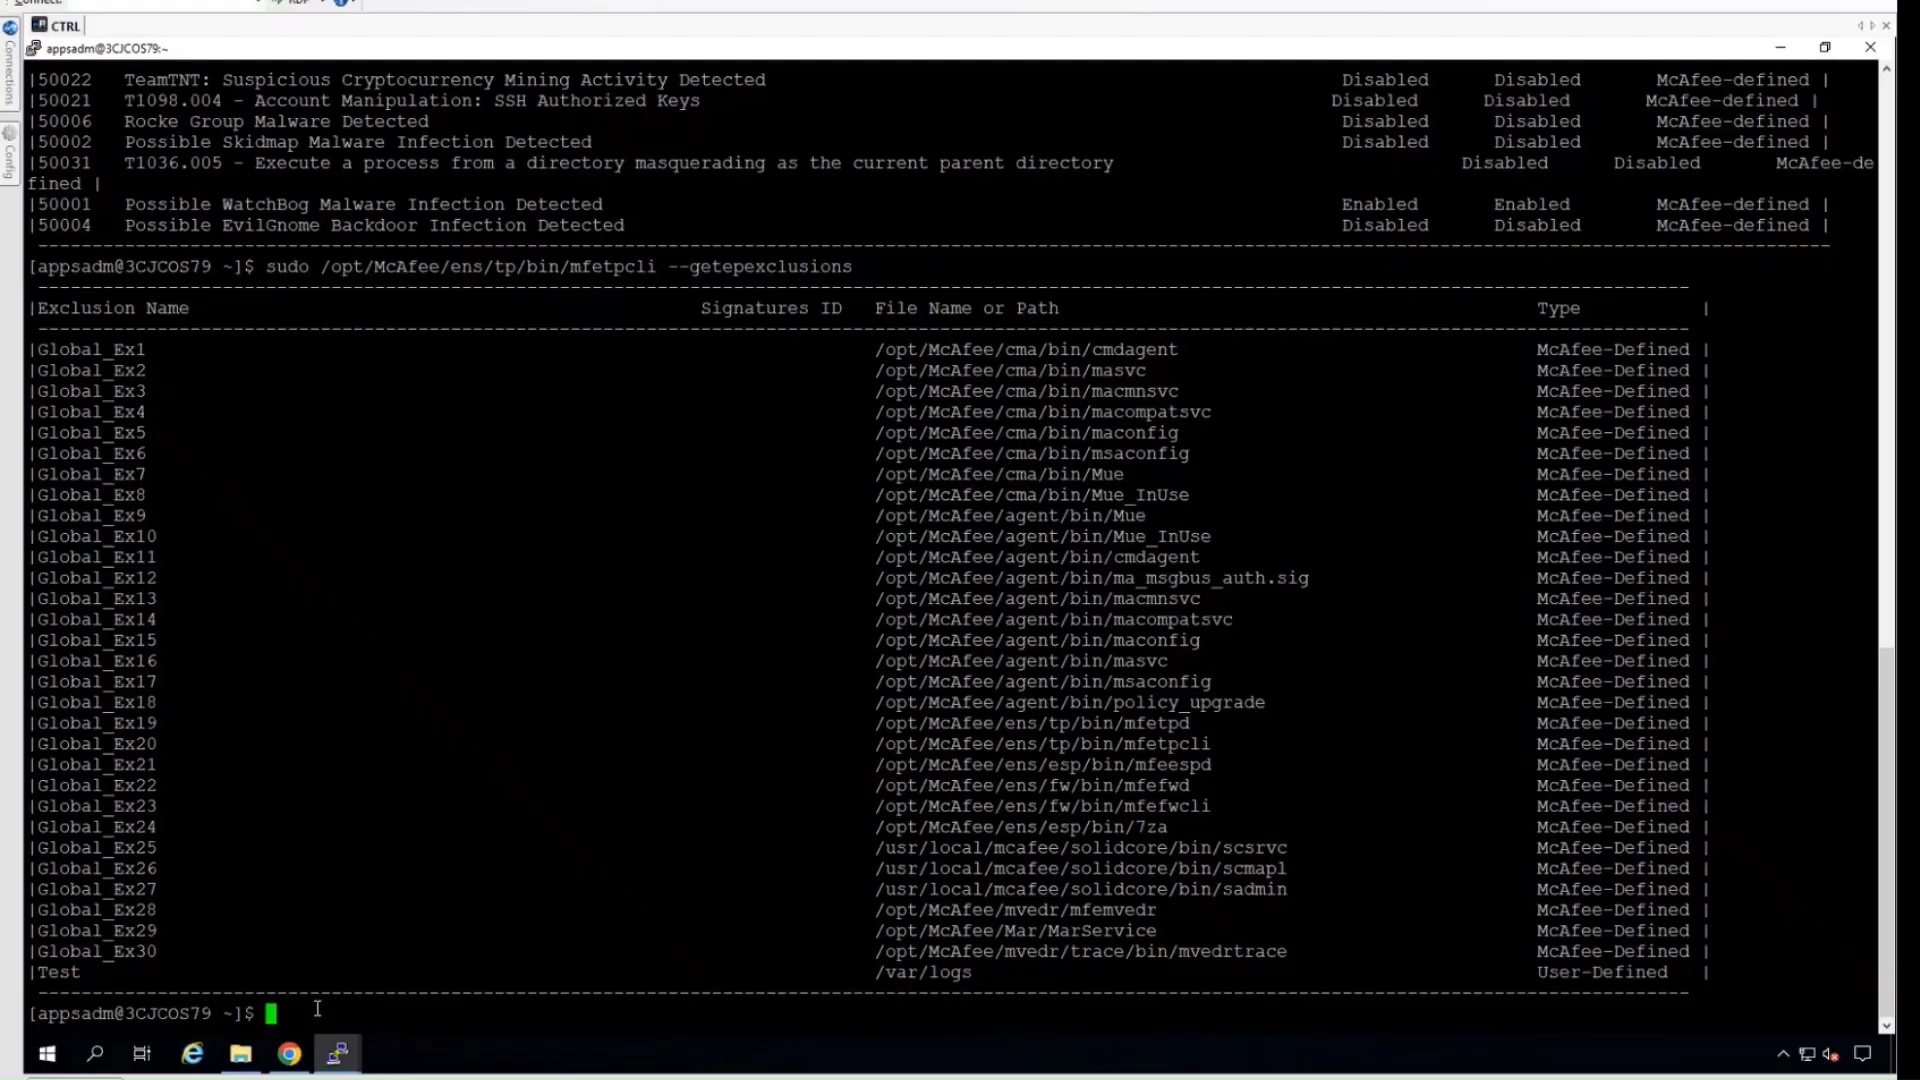 Connect:
RDP
CTRL
Connections
Config
appsadm@3CJCOS79:~
|50022 TeamTNT: Suspicious Cryptocurrency Mining Activity Detected Disabled Disabled McAfee-defined |
|50021 T1098.004 - Account Manipulation: SSH Authorized Keys Disabled Disabled McAfee-defined |
|50006 Rocke Group Malware Detected Disabled Disabled McAfee-defined |
|50002 Possible Skidmap Malware Infection Detected Disabled Disabled McAfee-defined |
|50031 T1036.005 - Execute a process from a directory masquerading as the current parent directory Disabled Disabled McAfee-de
fined |
|50001 Possible WatchBog Malware Infection Detected Enabled Enabled McAfee-defined |
|50004 Possible EvilGnome Backdoor Infection Detected Disabled Disabled McAfee-defined |
[appsadm@3CJCOS79 ~]$ sudo /opt/McAfee/ens/tp/bin/mfetpcli --getepexclusions
|Exclusion Name Signatures ID File Name or Path Type |
|Global_Ex1 /opt/McAfee/cma/bin/cmdagent McAfee-Defined |
|Global_Ex2 /opt/McAfee/cma/bin/masvc McAfee-Defined |
|Global_Ex3 /opt/McAfee/cma/bin/macmnsvc McAfee-Defined |
|Global_Ex4 /opt/McAfee/cma/bin/macompatsvc McAfee-Defined |
|Global_Ex5 /opt/McAfee/cma/bin/maconfig McAfee-Defined |
|Global_Ex6 /opt/McAfee/cma/bin/msaconfig McAfee-Defined |
|Global_Ex7 /opt/McAfee/cma/bin/Mue McAfee-Defined |
|Global_Ex8 /opt/McAfee/cma/bin/Mue_InUse McAfee-Defined |
|Global_Ex9 /opt/McAfee/agent/bin/Mue McAfee-Defined |
|Global_Ex10 /opt/McAfee/agent/bin/Mue_InUse McAfee-Defined |
|Global_Ex11 /opt/McAfee/agent/bin/cmdagent McAfee-Defined |
|Global_Ex12 /opt/McAfee/agent/bin/ma_msgbus_auth.sig McAfee-Defined |
|Global_Ex13 /opt/McAfee/agent/bin/macmnsvc McAfee-Defined |
|Global_Ex14 /opt/McAfee/agent/bin/macompatsvc McAfee-Defined |
|Global_Ex15 /opt/McAfee/agent/bin/maconfig McAfee-Defined |
|Global_Ex16 /opt/McAfee/agent/bin/masvc McAfee-Defined |
|Global_Ex17 /opt/McAfee/agent/bin/msaconfig McAfee-Defined |
|Global_Ex18 /opt/McAfee/agent/bin/policy_upgrade McAfee-Defined |
|Global_Ex19 /opt/McAfee/ens/tp/bin/mfetpd McAfee-Defined |
|Global_Ex20 /opt/McAfee/ens/tp/bin/mfetpcli McAfee-Defined |
|Global_Ex21 /opt/McAfee/ens/esp/bin/mfeespd McAfee-Defined |
|Global_Ex22 /opt/McAfee/ens/fw/bin/mfefwd McAfee-Defined |
|Global_Ex23 /opt/McAfee/ens/fw/bin/mfefwcli McAfee-Defined |
|Global_Ex24 /opt/McAfee/ens/esp/bin/7za McAfee-Defined |
|Global_Ex25 /usr/local/mcafee/solidcore/bin/scsrvc McAfee-Defined |
|Global_Ex26 /usr/local/mcafee/solidcore/bin/scmapl McAfee-Defined |
|Global_Ex27 /usr/local/mcafee/solidcore/bin/sadmin McAfee-Defined |
|Global_Ex28 /opt/McAfee/mvedr/mfemvedr McAfee-Defined |
|Global_Ex29 /opt/McAfee/Mar/MarService McAfee-Defined |
|Global_Ex30 /opt/McAfee/mvedr/trace/bin/mvedrtrace McAfee-Defined |
|Test /var/logs User-Defined |
[appsadm@3CJCOS79 ~]$